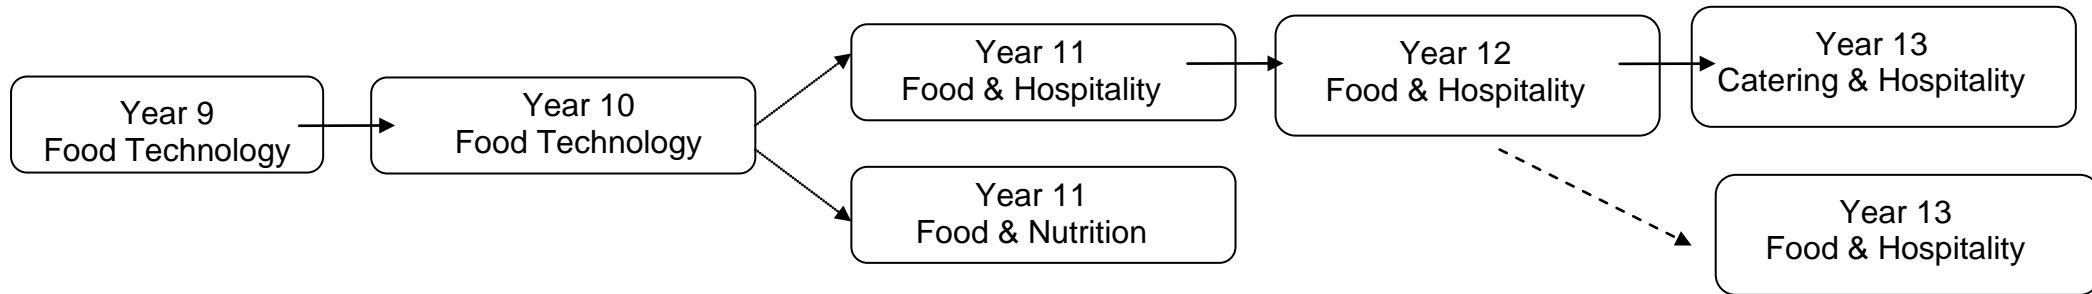 Year 9
Food Technology
Year 10
Food Technology
Year 11
Food & Hospitality
Year 11
Food & Nutrition
Year 12
Food & Hospitality
Year 13
Catering & Hospitality
Year 13
Food & Hospitality